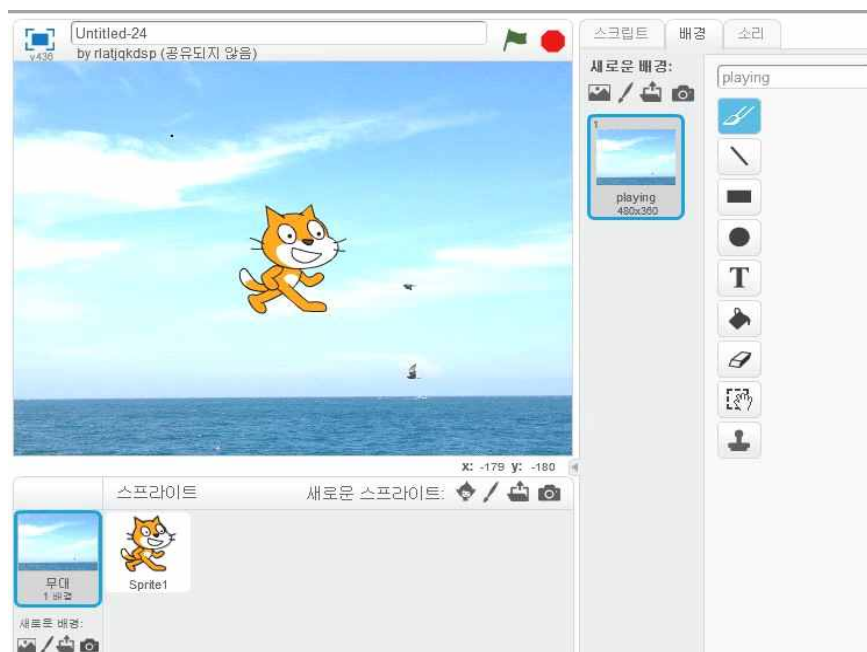 Untitled-24
by rlatjqkdsp (공유되지 않음)
v436
스크립트
배경
소리
새로운 배경:
playing
1
playing
480x360
T
x: -179 y: -180
스프라이트
새로운 스프라이트:
무대
1 배경
Sprite1
새로운 배경: